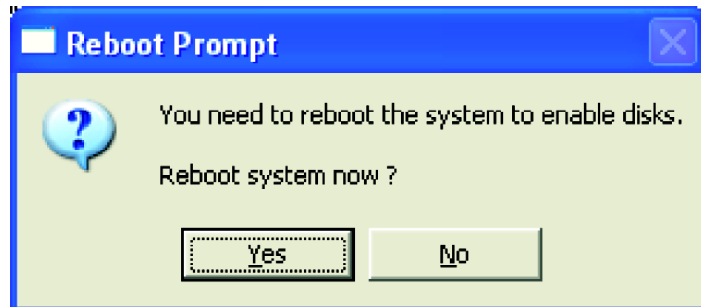 Reboot Prompt
You need to reboot the system to enable disks.
Reboot system now ?
Yes
No